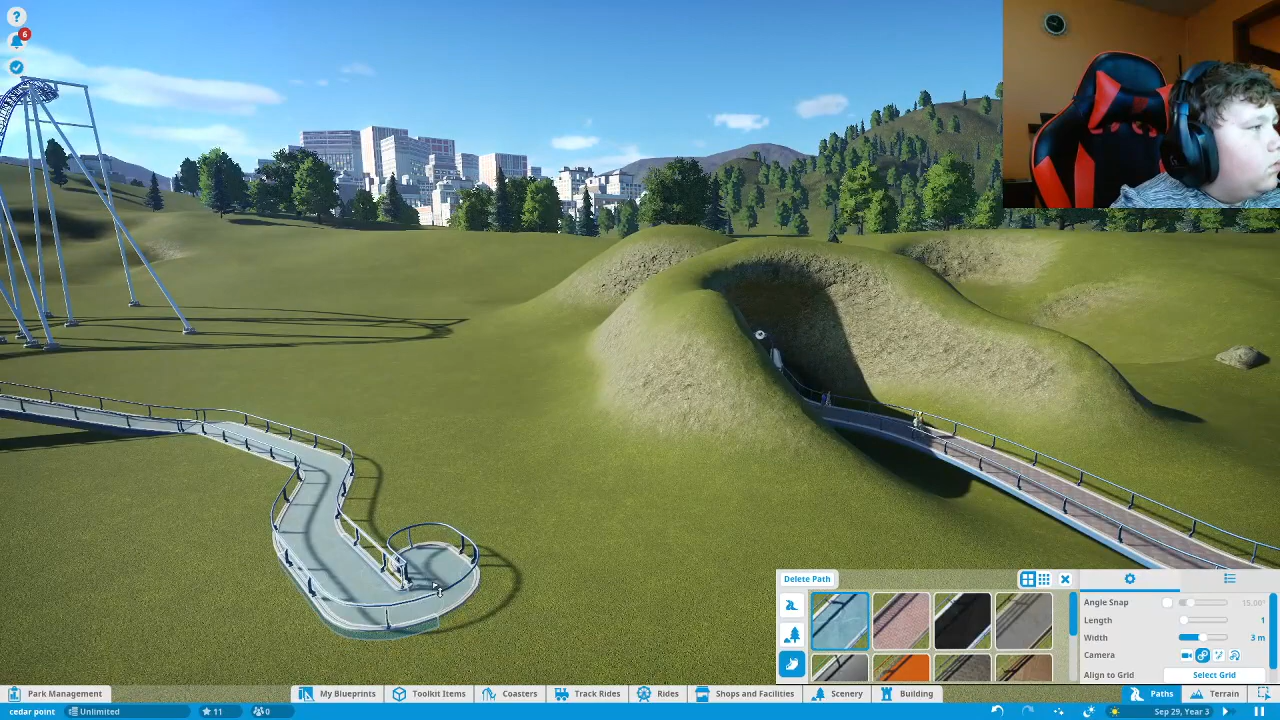 ?
6
Delete Path
Angle Snap 15.00°
Length 1
Width 3 m
Camera
Align to Grid Select Grid
Park Management My Blueprints Toolkit Items Coasters Track Rides Rides Shops and Facilities Scenery Building Paths Terrain
cedar point Unlimited 11 0 Sep 29, Year 3